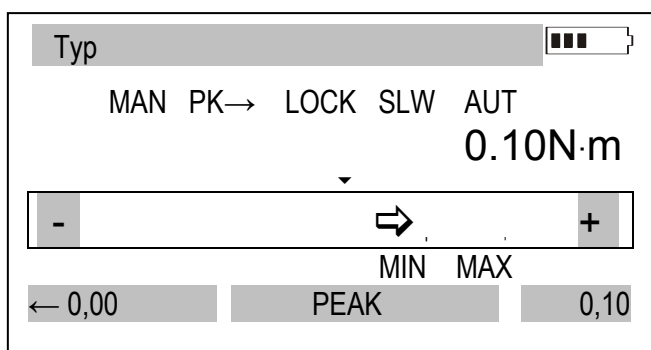 Typ
MAN PK→ LOCK SLW AUT
0.10N·m
- +
MIN MAX
← 0,00 PEAK 0,10